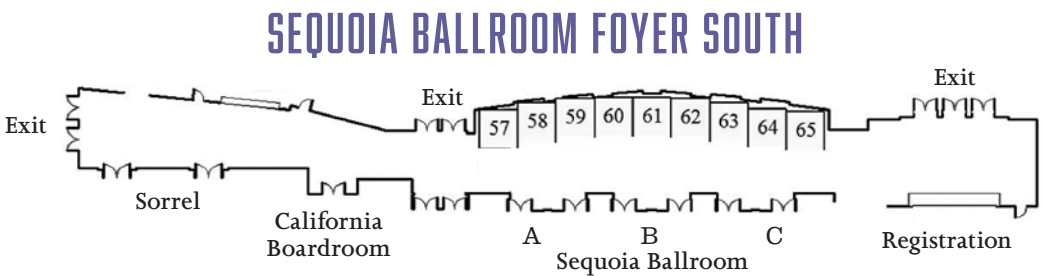 SEQUOIA BALLROOM FOYER SOUTH
Exit
Exit
Exit
57 58 59 60 61 62 63 64 65
Sorrel
California
Boardroom
A B C
Sequoia Ballroom
Registration